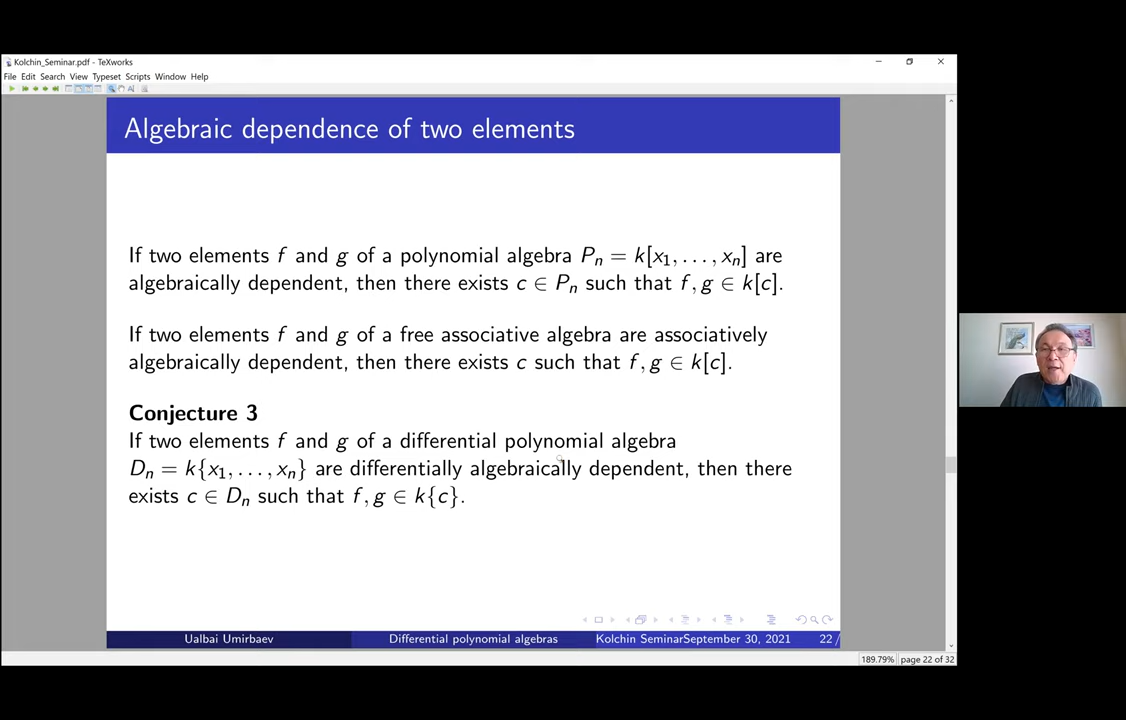 Kolchin_Seminar.pdf - TeXworks
File Edit Search View Typeset Scripts Window Help
Algebraic dependence of two elements
If two elements f and g of a polynomial algebra Pₙ = k[x₁, . . . , xₙ] are
algebraically dependent, then there exists c ∈ Pₙ such that f, g ∈ k[c].
If two elements f and g of a free associative algebra are associatively
algebraically dependent, then there exists c such that f, g ∈ k[c].
Conjecture 3
If two elements f and g of a differential polynomial algebra
Dₙ = k{x₁, . . . , xₙ} are differentially algebraically dependent, then there
exists c ∈ Dₙ such that f, g ∈ k{c}.
Ualbai Umirbaev Differential polynomial algebras Kolchin SeminarSeptember 30, 2021 22 /
189.79% page 22 of 32